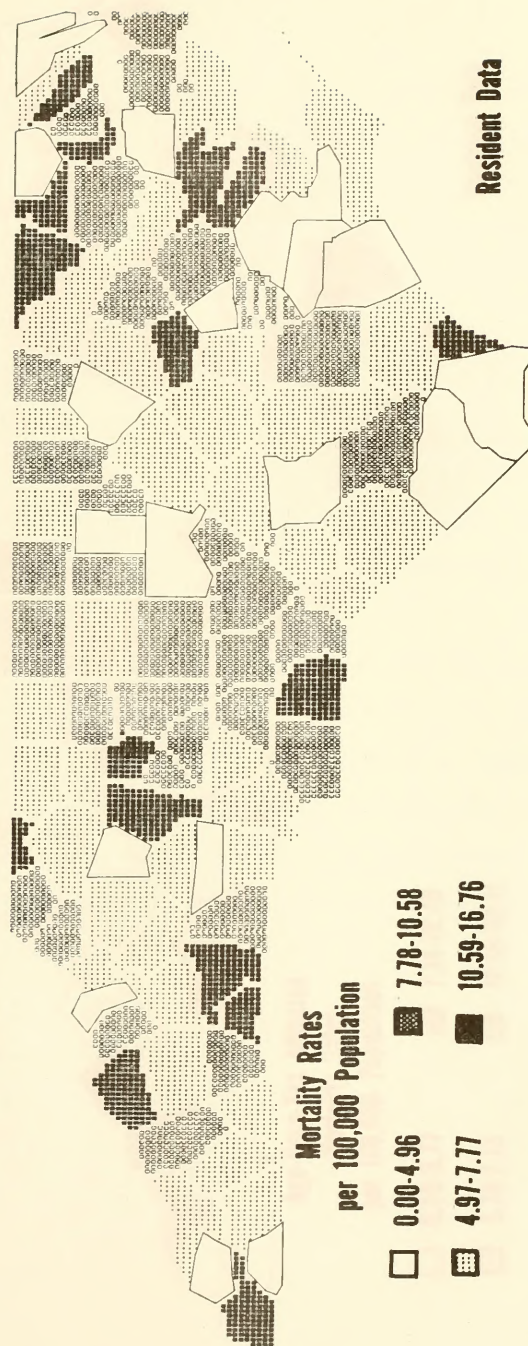 Mortality Rates
per 100,000 Population
0.00-4.96
7.78-10.58
4.97-7.77
10.59-16.76
Resident Data